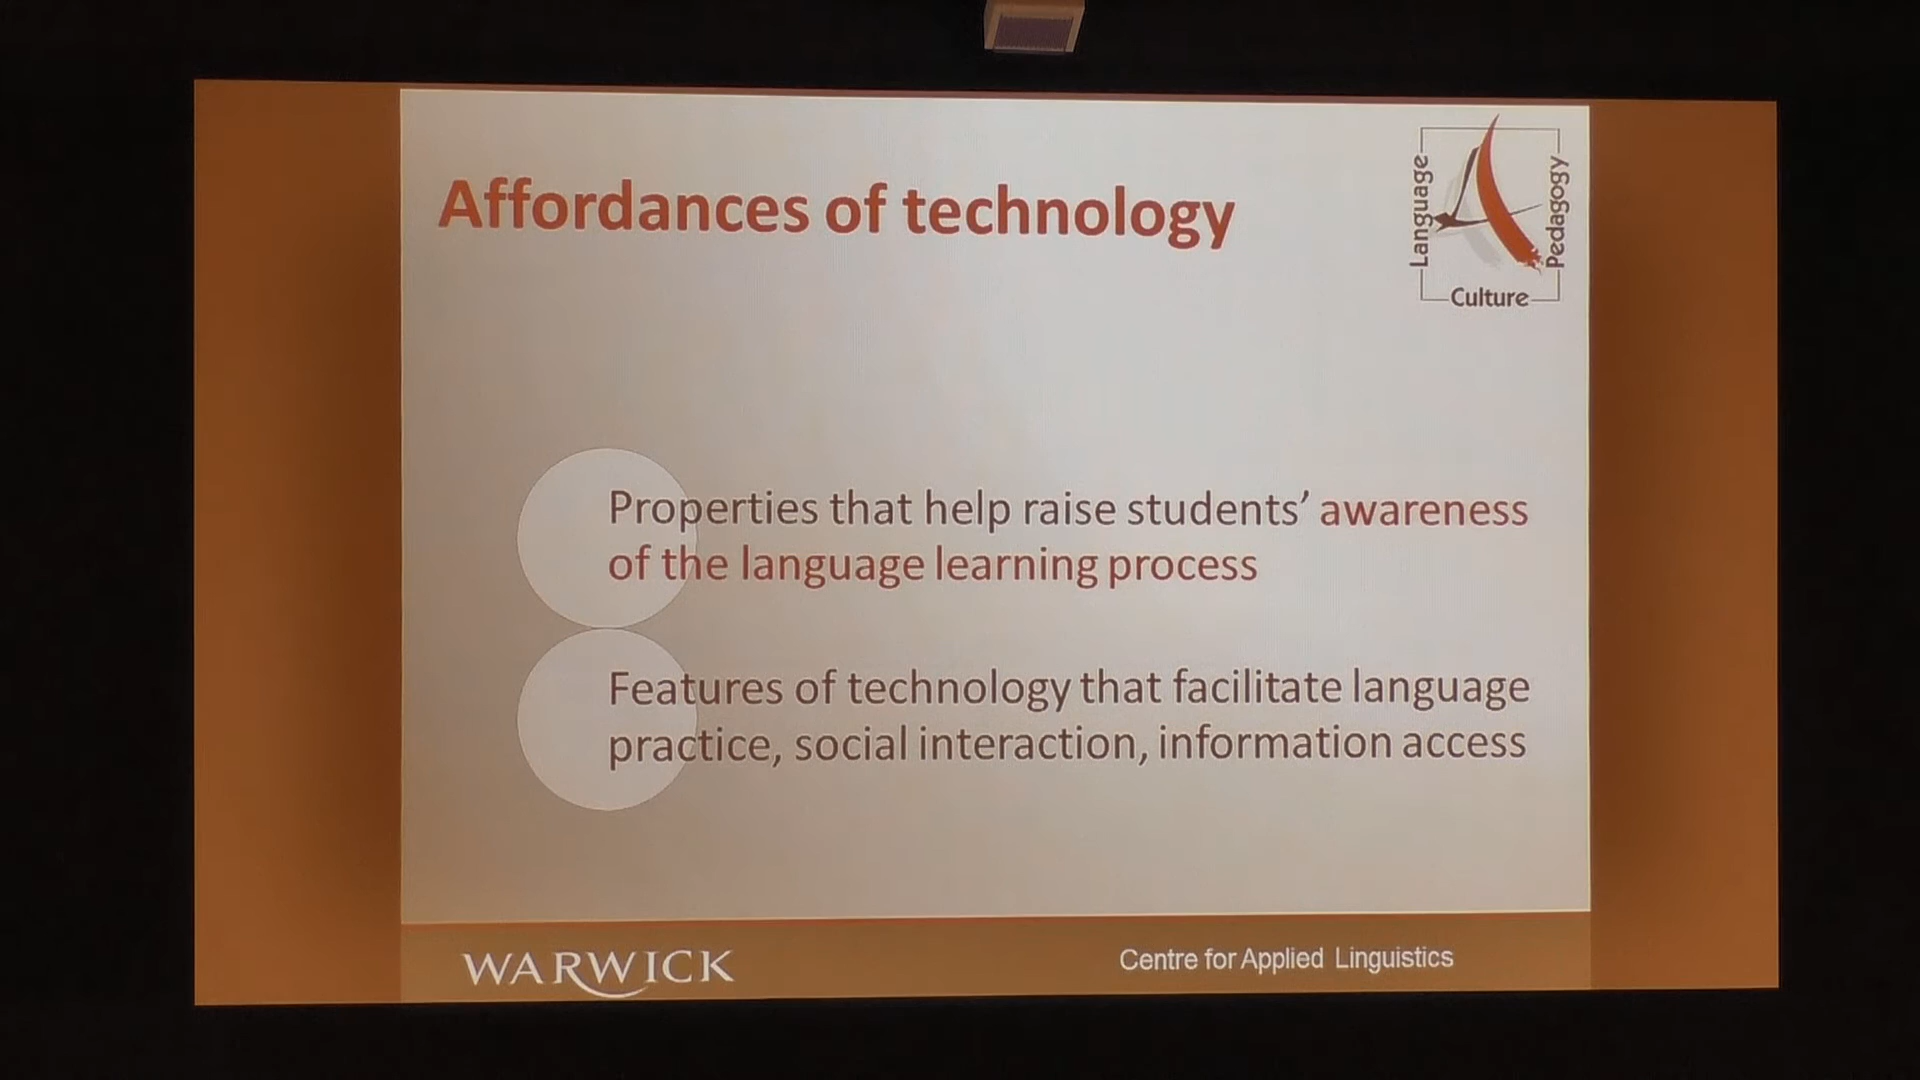 Affordances of technology
Language
Pedagogy
Culture
Properties that help raise students’ awareness
of the language learning process
Features of technology that facilitate language
practice, social interaction, information access
WARWICK
Centre for Applied Linguistics